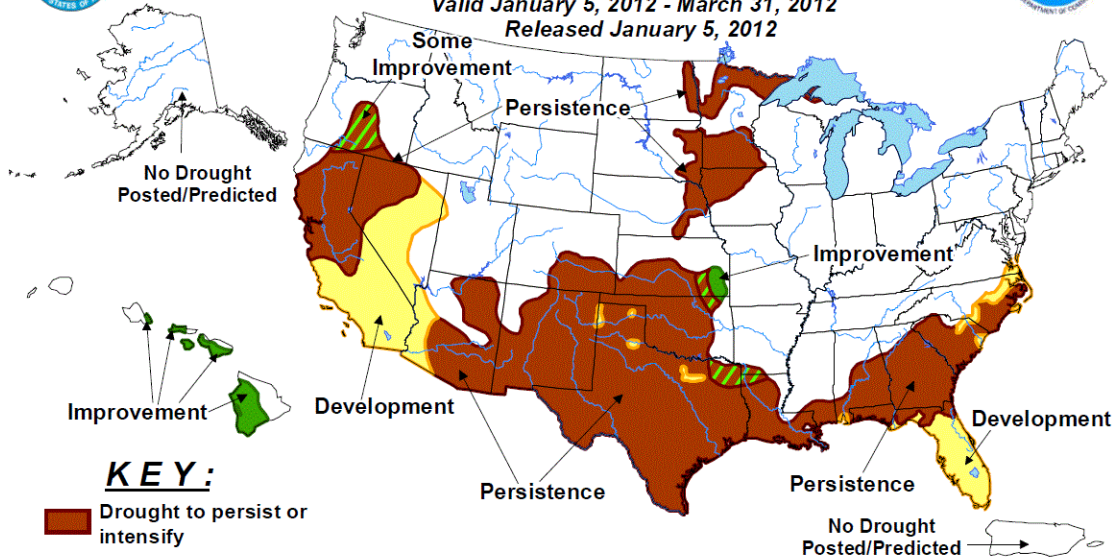 Valid January 5, 2012 - March 31, 2012
Released January 5, 2012
Some
Improvement
Persistence
No Drought
Posted/Predicted
Improvement
Improvement
Development
Development
Persistence
Persistence
KEY:
Drought to persist or
intensify
No Drought
Posted/Predicted